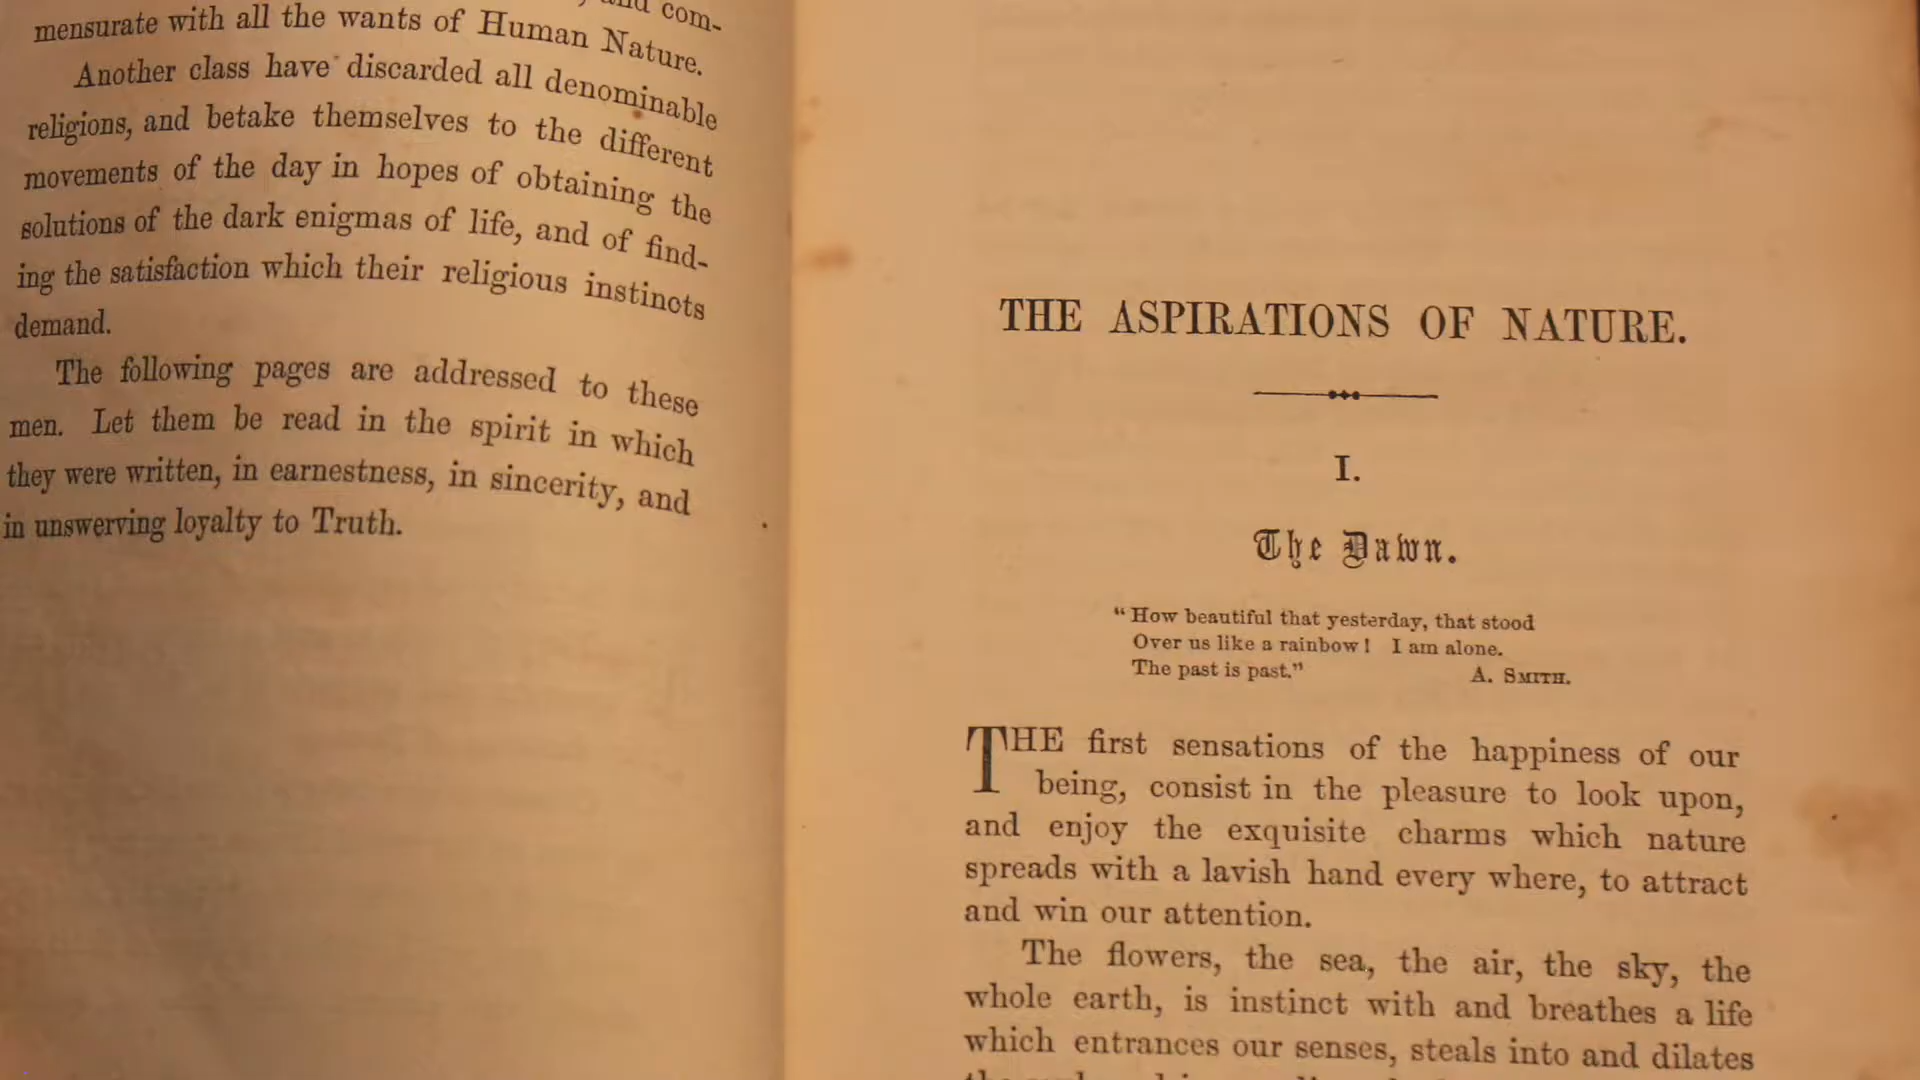 and com-
mensurate with all the wants of Human Nature.
Another class have discarded all denominable
religions, and betake themselves to the different
movements of the day in hopes of obtaining the
solutions of the dark enigmas of life, and of find-
ing the satisfaction which their religious instincts
demand.
The following pages are addressed to these
men. Let them be read in the spirit in which
they were written, in earnestness, in sincerity, and
in unswerving loyalty to Truth.
THE ASPIRATIONS OF NATURE.
I.
The Dawn.
“How beautiful that yesterday, that stood
Over us like a rainbow! I am alone.
The past is past.” A. SMITH.
THE first sensations of the happiness of our
being, consist in the pleasure to look upon,
and enjoy the exquisite charms which nature
spreads with a lavish hand every where, to attract
and win our attention.
The flowers, the sea, the air, the sky, the
whole earth, is instinct with and breathes a life
which entrances our senses, steals into and dilates